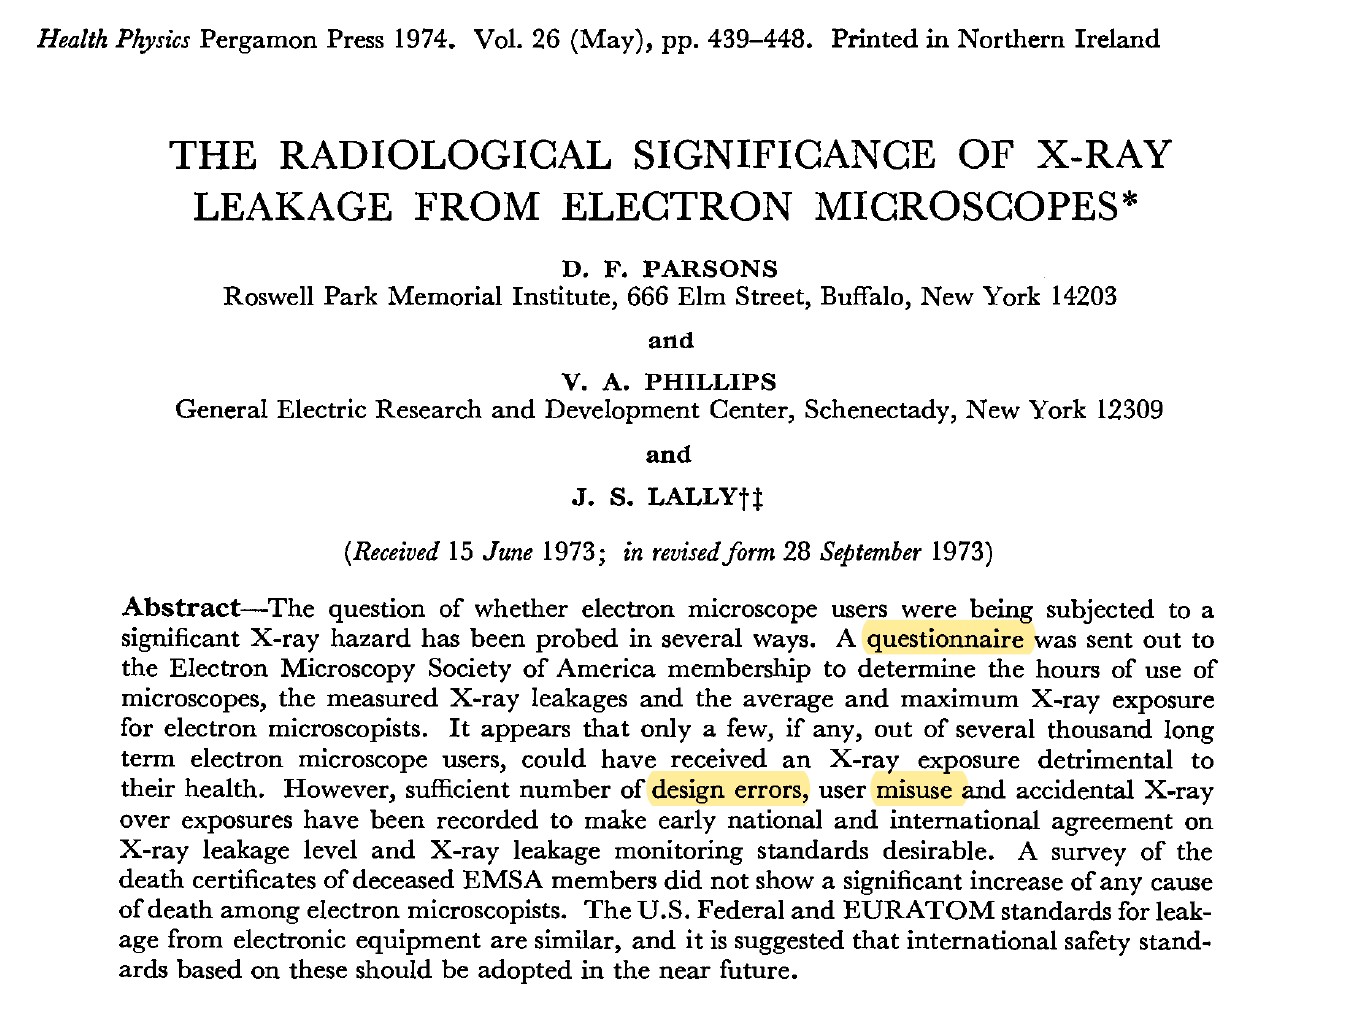 Health Physics Pergamon Press 1974. Vol. 26 (May), pp. 439–448. Printed in Northern Ireland
THE RADIOLOGICAL SIGNIFICANCE OF X-RAY
LEAKAGE FROM ELECTRON MICROSCOPES*
D. F. PARSONS
Roswell Park Memorial Institute, 666 Elm Street, Buffalo, New York 14203
and
V. A. PHILLIPS
General Electric Research and Development Center, Schenectady, New York 12309
and
J. S. LALLY†‡
(Received 15 June 1973; in revised form 28 September 1973)
Abstract—The question of whether electron microscope users were being subjected to a
significant X-ray hazard has been probed in several ways. A questionnaire was sent out to
the Electron Microscopy Society of America membership to determine the hours of use of
microscopes, the measured X-ray leakages and the average and maximum X-ray exposure
for electron microscopists. It appears that only a few, if any, out of several thousand long
term electron microscope users, could have received an X-ray exposure detrimental to
their health. However, sufficient number of design errors, user misuse and accidental X-ray
over exposures have been recorded to make early national and international agreement on
X-ray leakage level and X-ray leakage monitoring standards desirable. A survey of the
death certificates of deceased EMSA members did not show a significant increase of any cause
of death among electron microscopists. The U.S. Federal and EURATOM standards for leak-
age from electronic equipment are similar, and it is suggested that international safety stand-
ards based on these should be adopted in the near future.